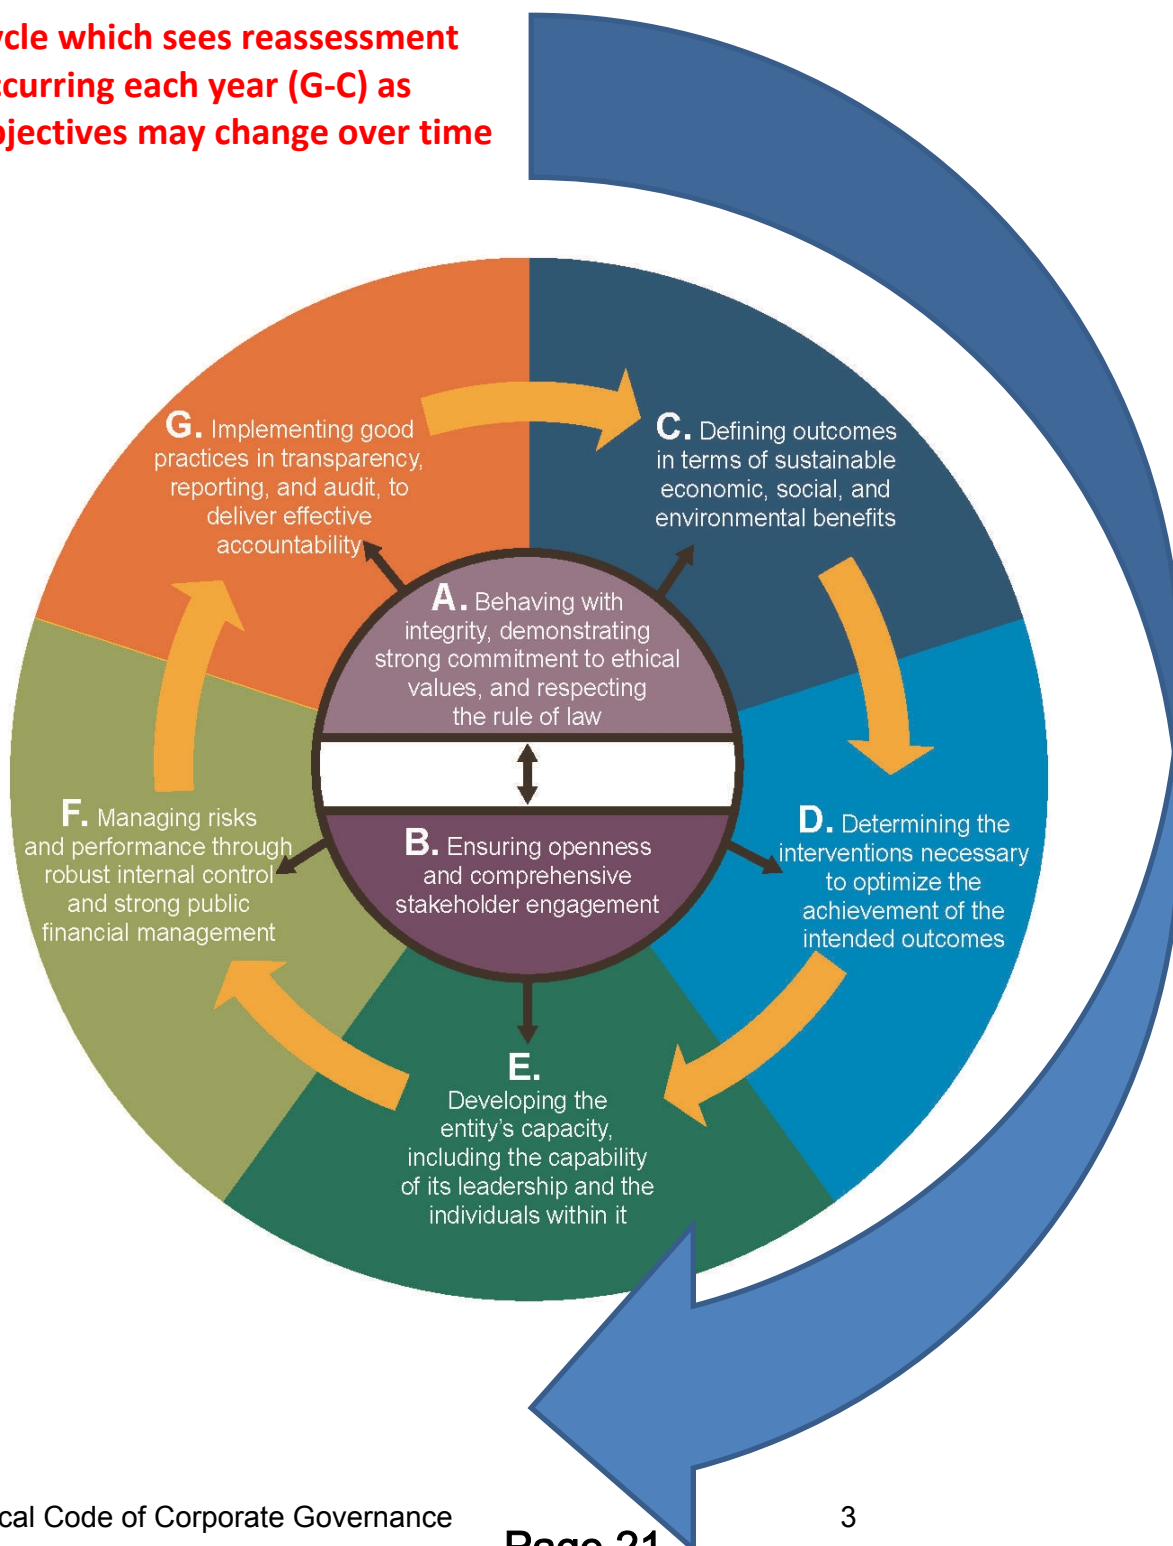 ycle which sees reassessment
ccurring each year (G-C) as
bjectives may change over time
G. Implementing good
practices in transparency,
reporting, and audit, to
deliver effective
accountability
C. Defining outcomes
in terms of sustainable
economic, social, and
environmental benefits
A. Behaving with
integrity, demonstrating
strong commitment to ethical
values, and respecting
the rule of law
B. Ensuring openness
and comprehensive
stakeholder engagement
F. Managing risks
and performance through
robust internal control
and strong public
financial management
D. Determining the
interventions necessary
to optimize the
achievement of the
intended outcomes
E.
Developing the
entity's capacity,
including the capability
of its leadership and the
individuals within it
cal Code of Corporate Governance
3
Page 21